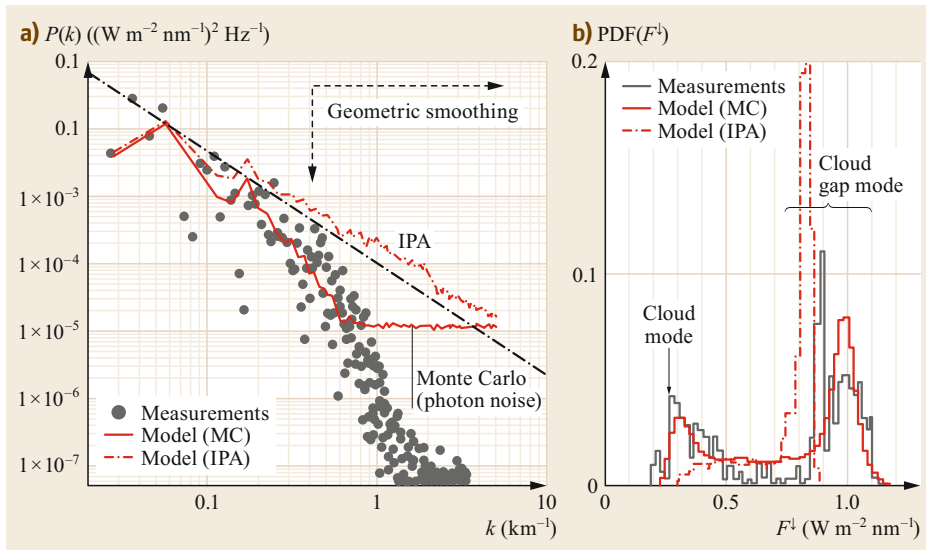 a) P(k) ((W m⁻² nm⁻¹)² Hz⁻¹)
0.1
0.1
1 × 10⁻³
1 × 10⁻⁴
1 × 10⁻⁵
1 × 10⁻⁶
1 × 10⁻⁷
Geometric smoothing
IPA
Monte Carlo
(photon noise)
Measurements
Model (MC)
Model (IPA)
0.1
1
10
k (km⁻¹)
b) PDF(F↓)
0.2
0.1
0
Measurements
Model (MC)
Model (IPA)
Cloud
gap mode
Cloud
mode
0
0.5
1.0
F↓ (W m⁻² nm⁻¹)